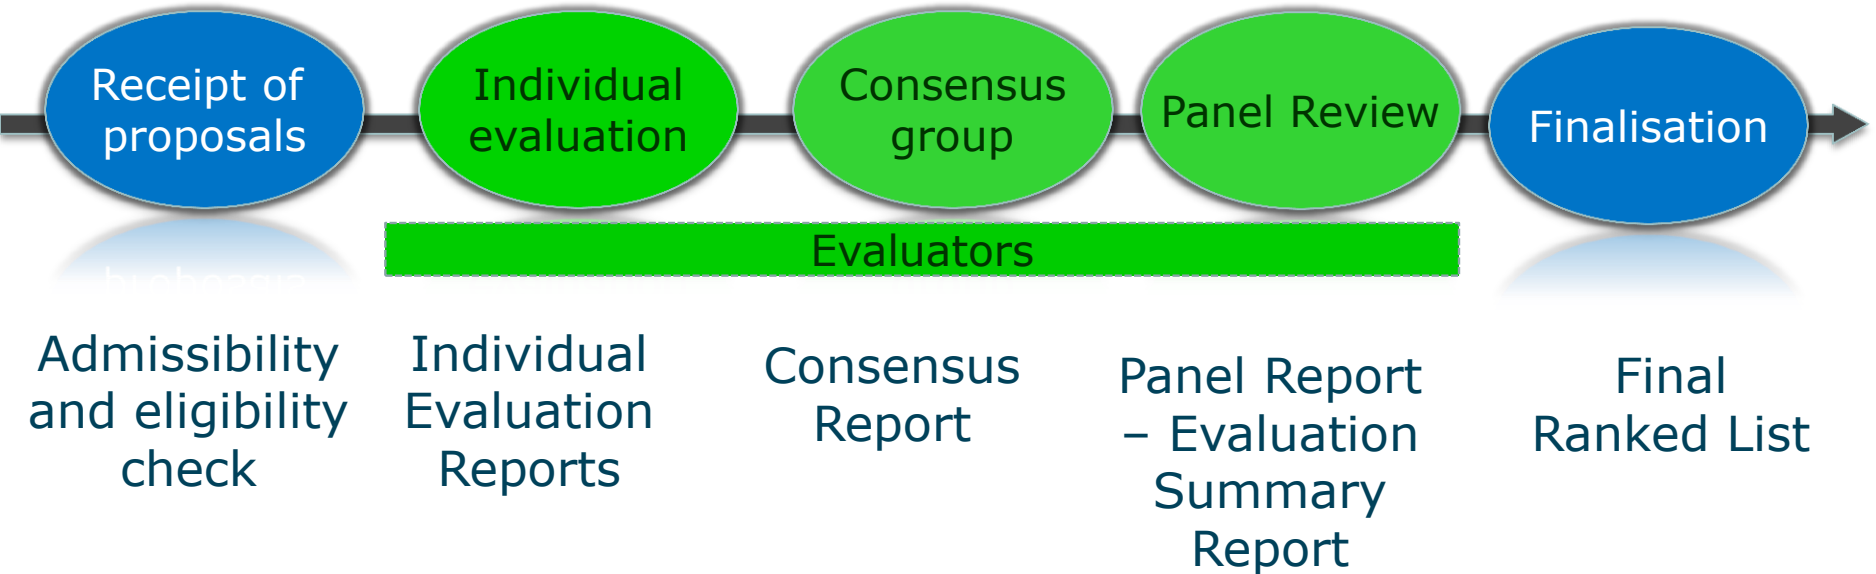 Receipt of
proposals
Individual
evaluation
Consensus
group
Panel Review
Finalisation
Evaluators
Admissibility
and eligibility
check
Individual
Evaluation
Reports
Consensus
Report
Panel Report
– Evaluation
Summary
Report
Final
Ranked List